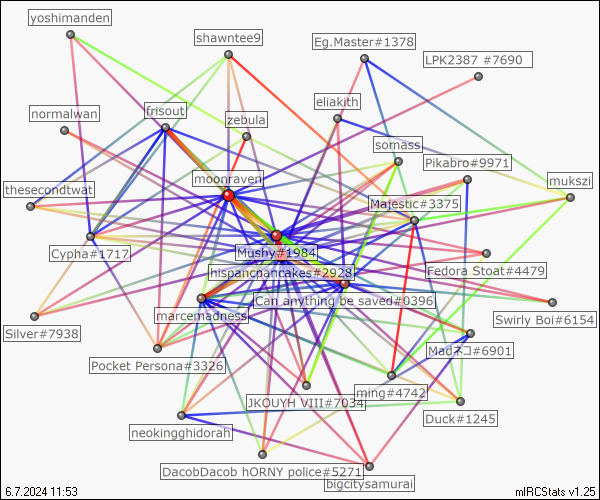 yoshimanden
shawntee9
Eg.Master#1378
LPK2387 #7690
eliakith
normalwan
frisout
zebula
somass
Pikabro#9971
moonraven
mukszi
thesecondtwat
Majestic#3375
Cypha#1717
Mushy#1984
hispancpancakes#2928
Fedora Stoat#4479
Can anything be saved#0396
marcemadness
Swirly Boi#6154
Silver#7938
Madネコ#6901
Pocket Persona#3326
ming#4742
JKOUYH VIII#7034
Duck#1245
neokingghidorah
DacobDacob hORNY police#5271
bigcitysamurai
6.7.2024 11:53
mIRCStats v1.25